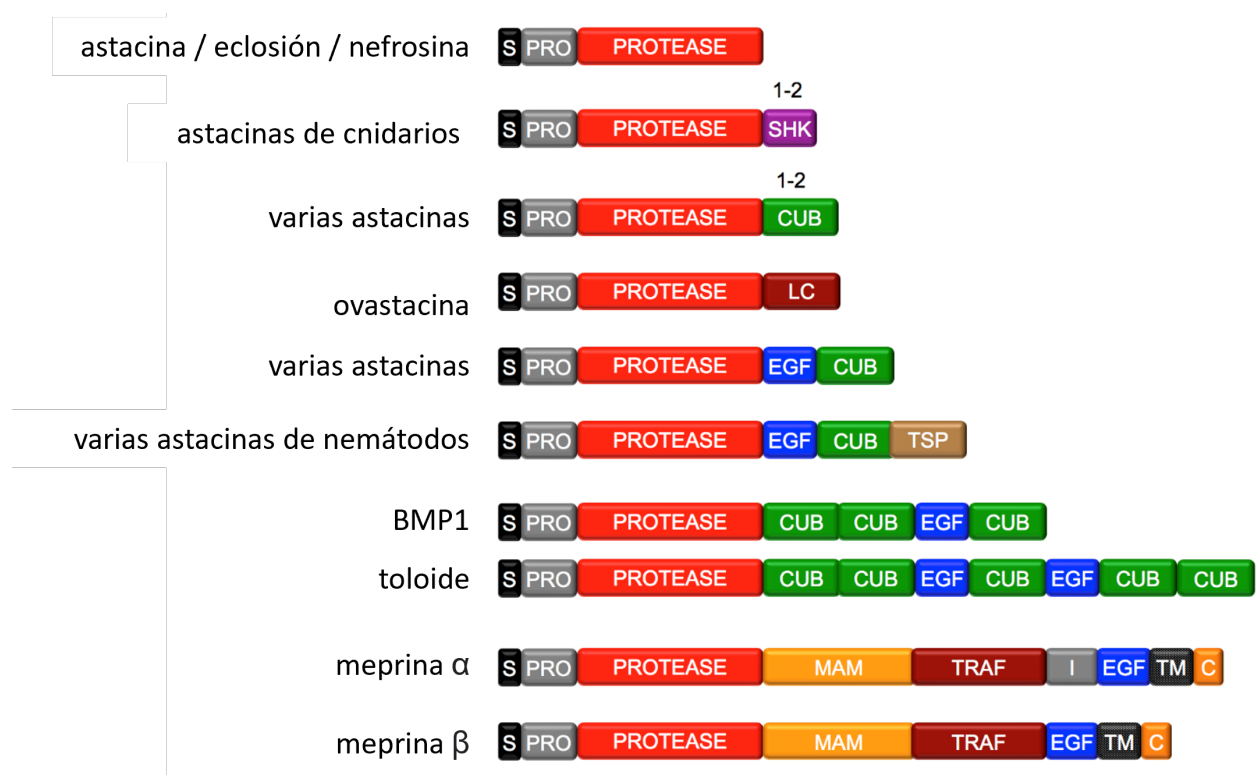 astacina / eclosión / nefrosina S PRO PROTEASE
1-2
astacinas de cnidarios S PRO PROTEASE SHK
1-2
varias astacinas S PRO PROTEASE CUB
ovastacina S PRO PROTEASE LC
varias astacinas S PRO PROTEASE EGF CUB
varias astacinas de nemátodos S PRO PROTEASE EGF CUB TSP
BMP1 S PRO PROTEASE CUB CUB EGF CUB
toloide S PRO PROTEASE CUB CUB EGF CUB EGF CUB CUB
meprina α S PRO PROTEASE MAM TRAF I EGF TM C
meprina β S PRO PROTEASE MAM TRAF EGF TM C